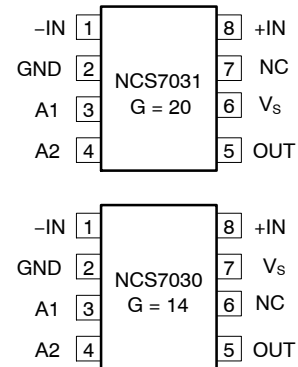 −IN 1 8 +IN
GND 2 7 NC
NCS7031
A1 3 G = 20 6 VS
A2 4 5 OUT
−IN 1 8 +IN
GND 2 7 VS
NCS7030
A1 3 G = 14 6 NC
A2 4 5 OUT